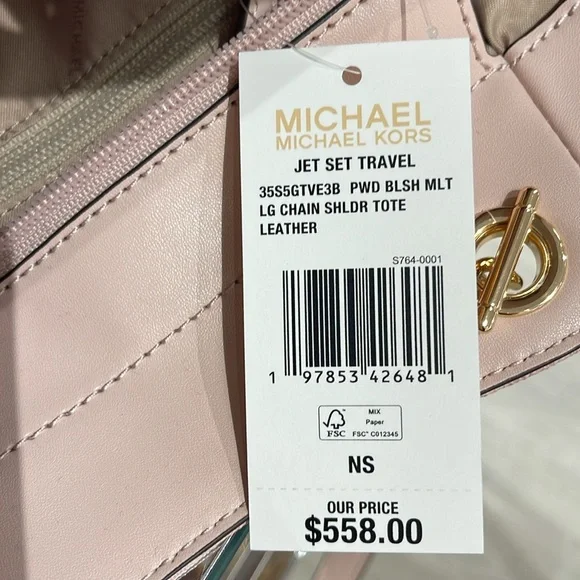 MICHAEL
MICHAEL KORS
JET SET TRAVEL
35S5GTVE3B PWD BLSH MLT
LG CHAIN SHLDR TOTE
LEATHER
S764-0001
1 97853 42648 1
FSC
MIX
Paper
FSC™ C012345
NS
OUR PRICE
$558.00